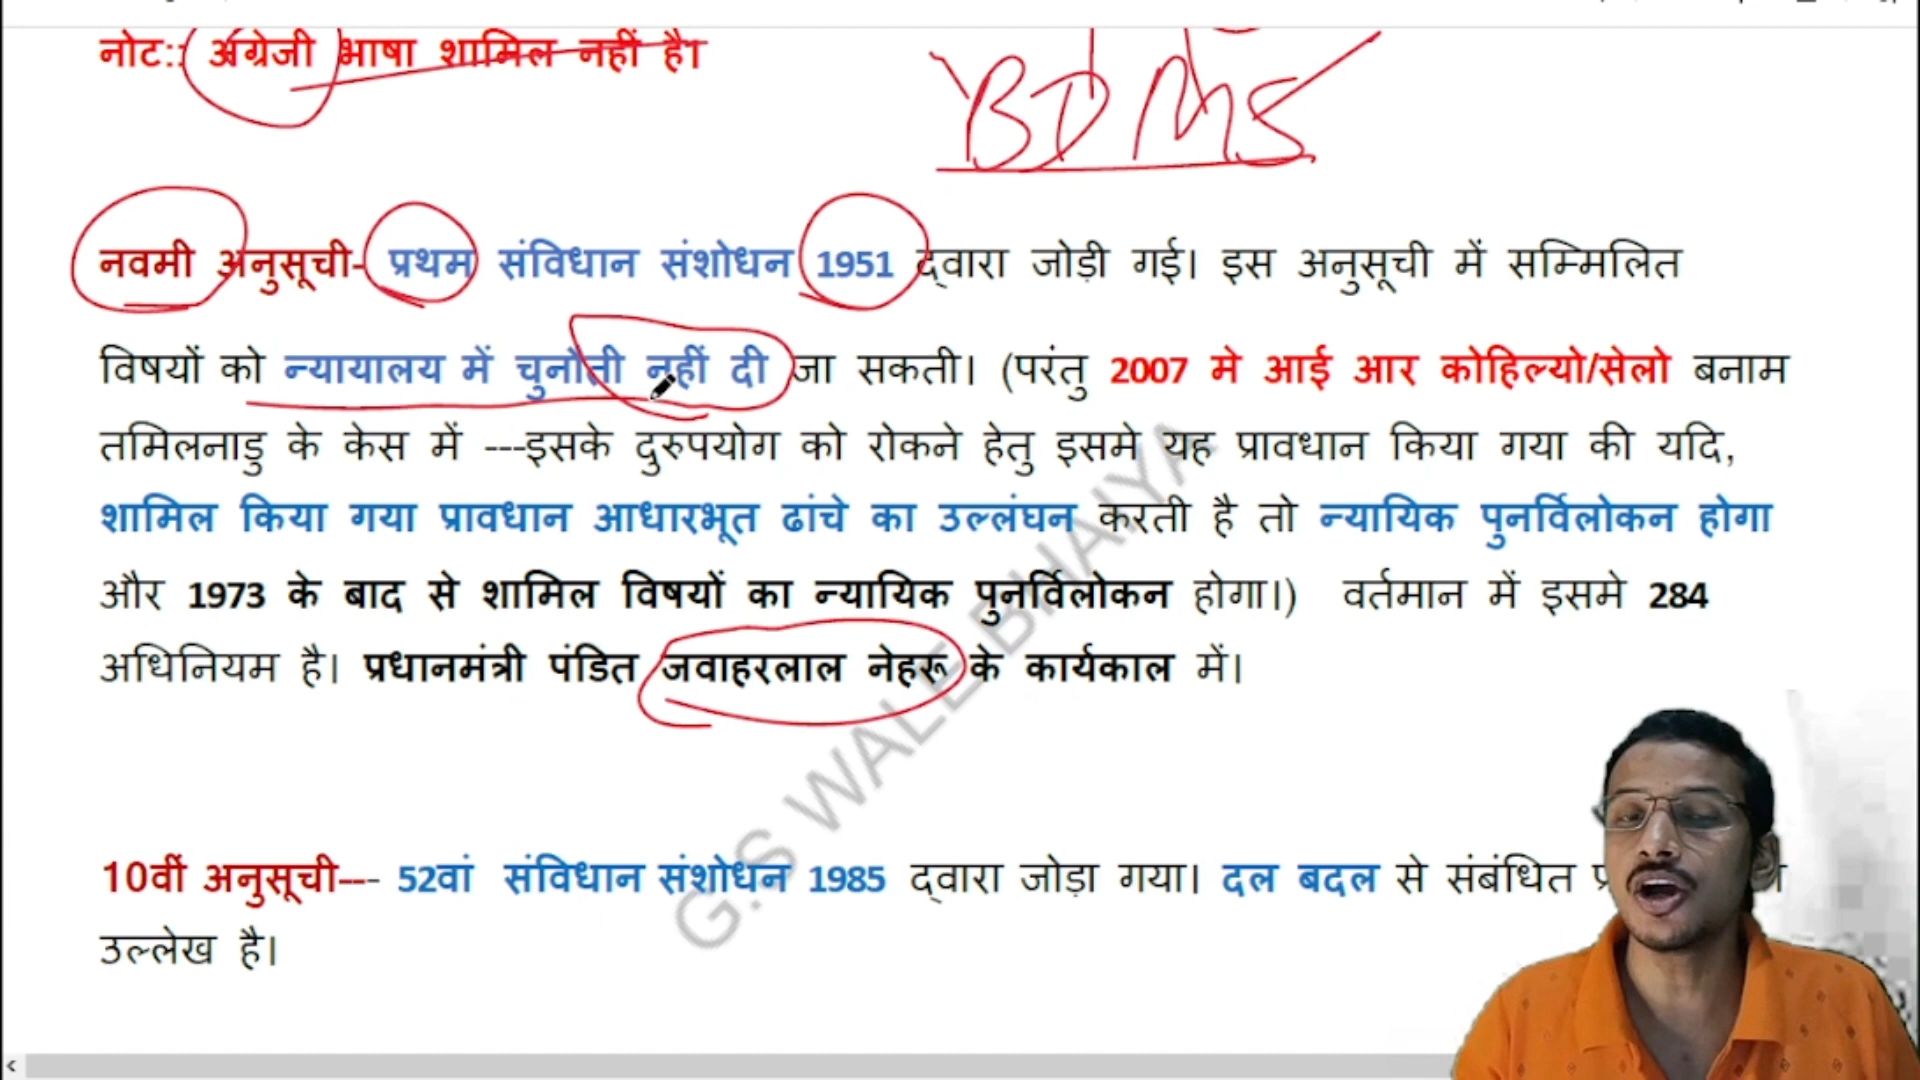 नोट:: अंग्रेजी भाषा शामिल नहीं है।
BDMS
नवमी अनुसूची- प्रथम संविधान संशोधन 1951 द्वारा जोड़ी गई। इस अनुसूची में सम्मिलित
विषयों को न्यायालय में चुनौती नहीं दी जा सकती। (परंतु 2007 मे आई आर कोहिल्यो/सेलो बनाम
तमिलनाडु के केस में ---इसके दुरुपयोग को रोकने हेतु इसमे यह प्रावधान किया गया की यदि,
शामिल किया गया प्रावधान आधारभूत ढांचे का उल्लंघन करती है तो न्यायिक पुनर्विलोकन होगा
और 1973 के बाद से शामिल विषयों का न्यायिक पुनर्विलोकन होगा।) वर्तमान में इसमे 284
अधिनियम है। प्रधानमंत्री पंडित जवाहरलाल नेहरू के कार्यकाल में।
G.S WALE BHAIYA
10वीं अनुसूची--- 52वां संविधान संशोधन 1985 द्वारा जोड़ा गया। दल बदल से संबंधित
उल्लेख है।